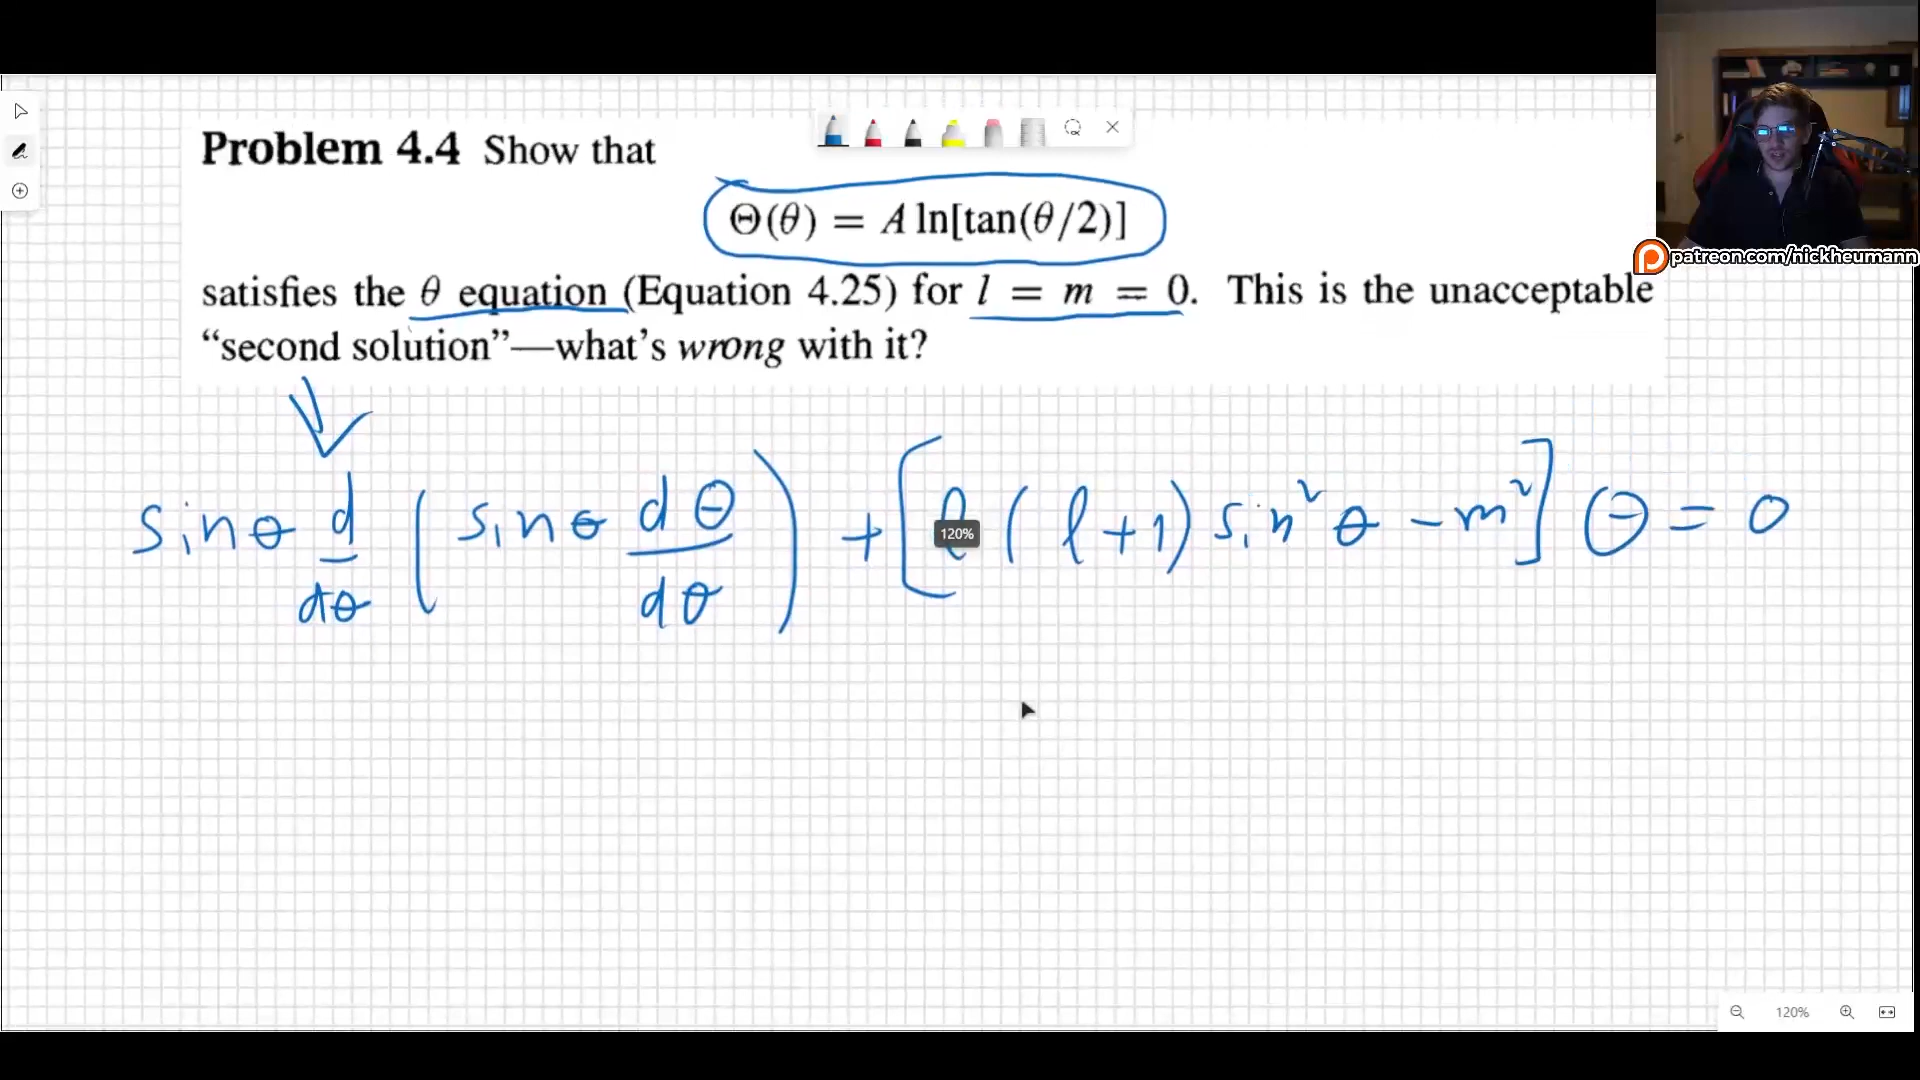 Problem 4.4 Show that
Θ(θ) = A ln[tan(θ/2)]
satisfies the θ equation (Equation 4.25) for l = m = 0. This is the unacceptable
“second solution”—what’s wrong with it?
patreon.com/nickheumann
sinθ d/dθ (sinθ dΘ/dθ) + [ℓ(ℓ+1) sin²θ − m²] Θ = 0
120%
120%